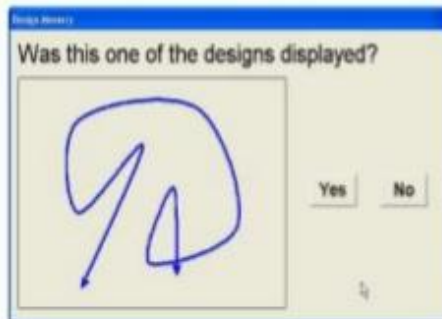 Design Memory
Was this one of the designs displayed?
Yes
No